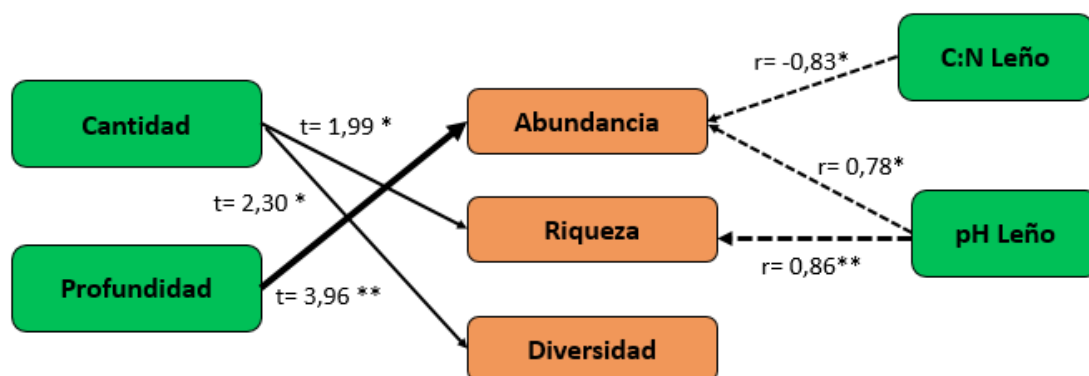 C:N Leño
r= -0,83*
Cantidad
Abundancia
t= 1,99 *
r= 0,78*
t= 2,30 *
Riqueza
pH Leño
r= 0,86**
Profundidad
t= 3,96 **
Diversidad